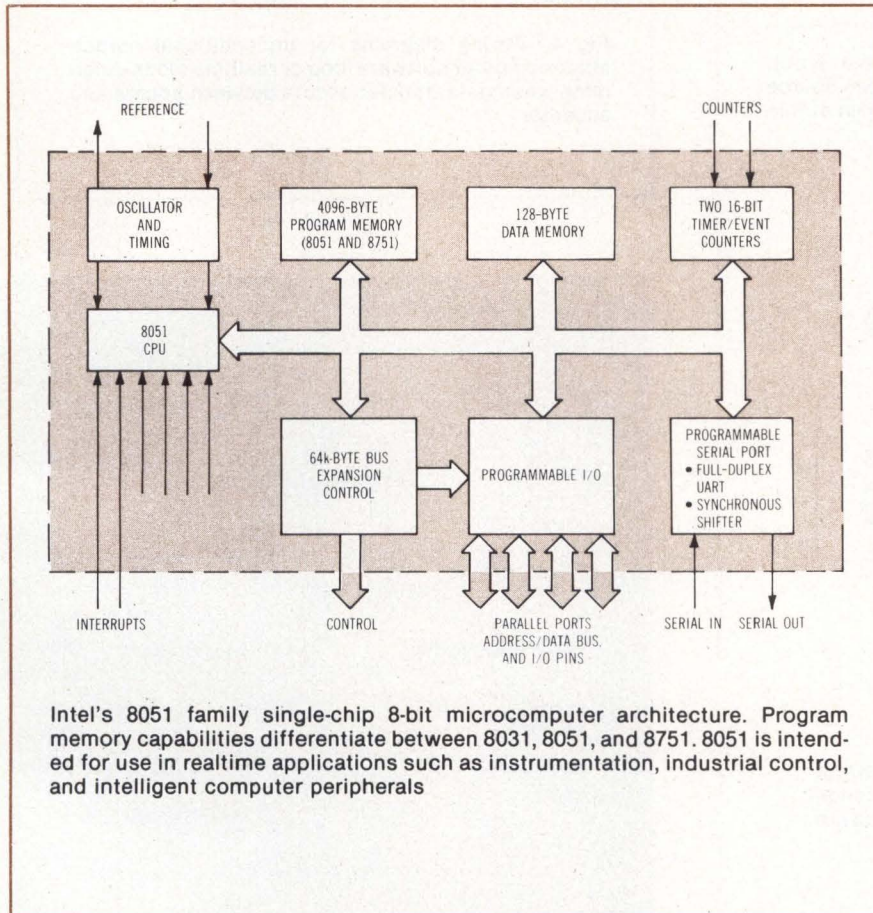 REFERENCE
COUNTERS
OSCILLATOR
AND
TIMING
4096-BYTE
PROGRAM MEMORY
(8051 AND 8751)
128-BYTE
DATA MEMORY
TWO 16-BIT
TIMER/EVENT
COUNTERS
8051
CPU
64k-BYTE BUS
EXPANSION
CONTROL
PROGRAMMABLE I/O
PROGRAMMABLE
SERIAL PORT
• FULL-DUPLEX
UART
• SYNCHRONOUS
SHIFTER
INTERRUPTS
CONTROL
PARALLEL PORTS
ADDRESS/DATA BUS.
AND I/O PINS
SERIAL IN
SERIAL OUT
Intel's 8051 family single-chip 8-bit microcomputer architecture. Program
memory capabilities differentiate between 8031, 8051, and 8751. 8051 is intend-
ed for use in realtime applications such as instrumentation, industrial control,
and intelligent computer peripherals